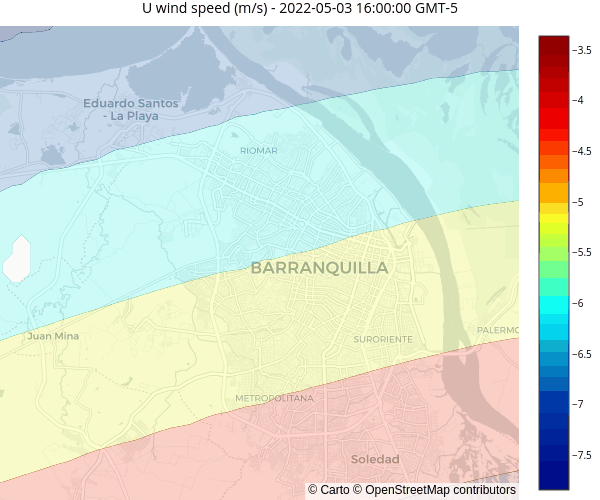 U wind speed (m/s) - 2022-05-03 16:00:00 GMT-5
Eduardo Santos
- La Playa
RIOMAR
BARRANQUILLA
Juan Mina
SURORIENTE
PALERMO
METROPOLITANA
Soledad
© Carto © OpenStreetMap contributors
−3.5
−4
−4.5
−5
−5.5
−6
−6.5
−7
−7.5